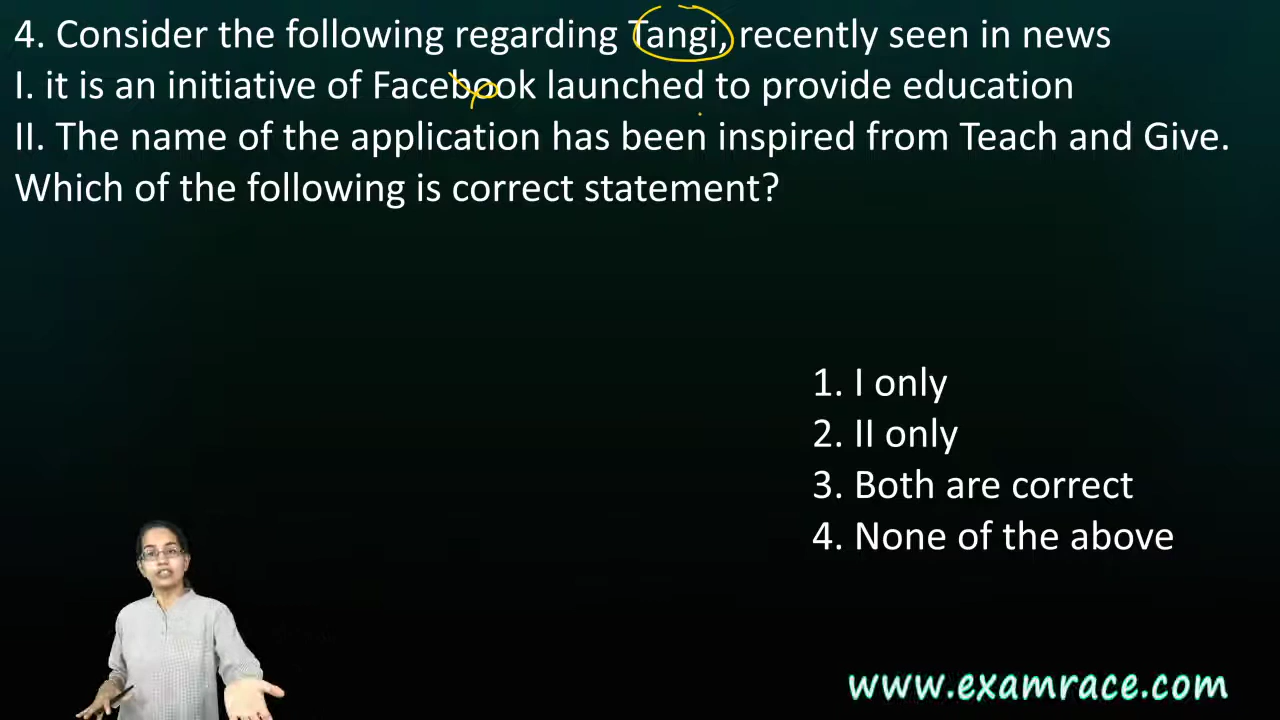 4. Consider the following regarding Tangi, recently seen in news
I. it is an initiative of Facebook launched to provide education
II. The name of the application has been inspired from Teach and Give.
Which of the following is correct statement?
1. I only
2. II only
3. Both are correct
4. None of the above
www.examrace.com